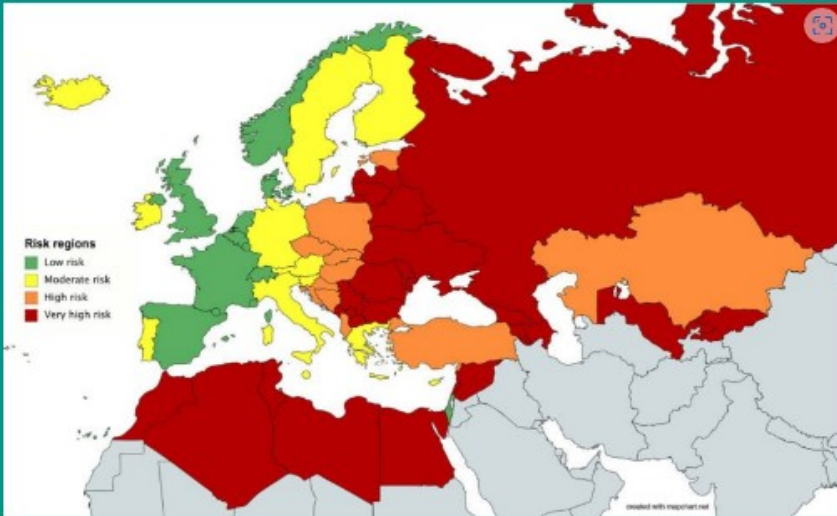 Risk regions
Low risk
Moderate risk
High risk
Very high risk
created with mapchart.net